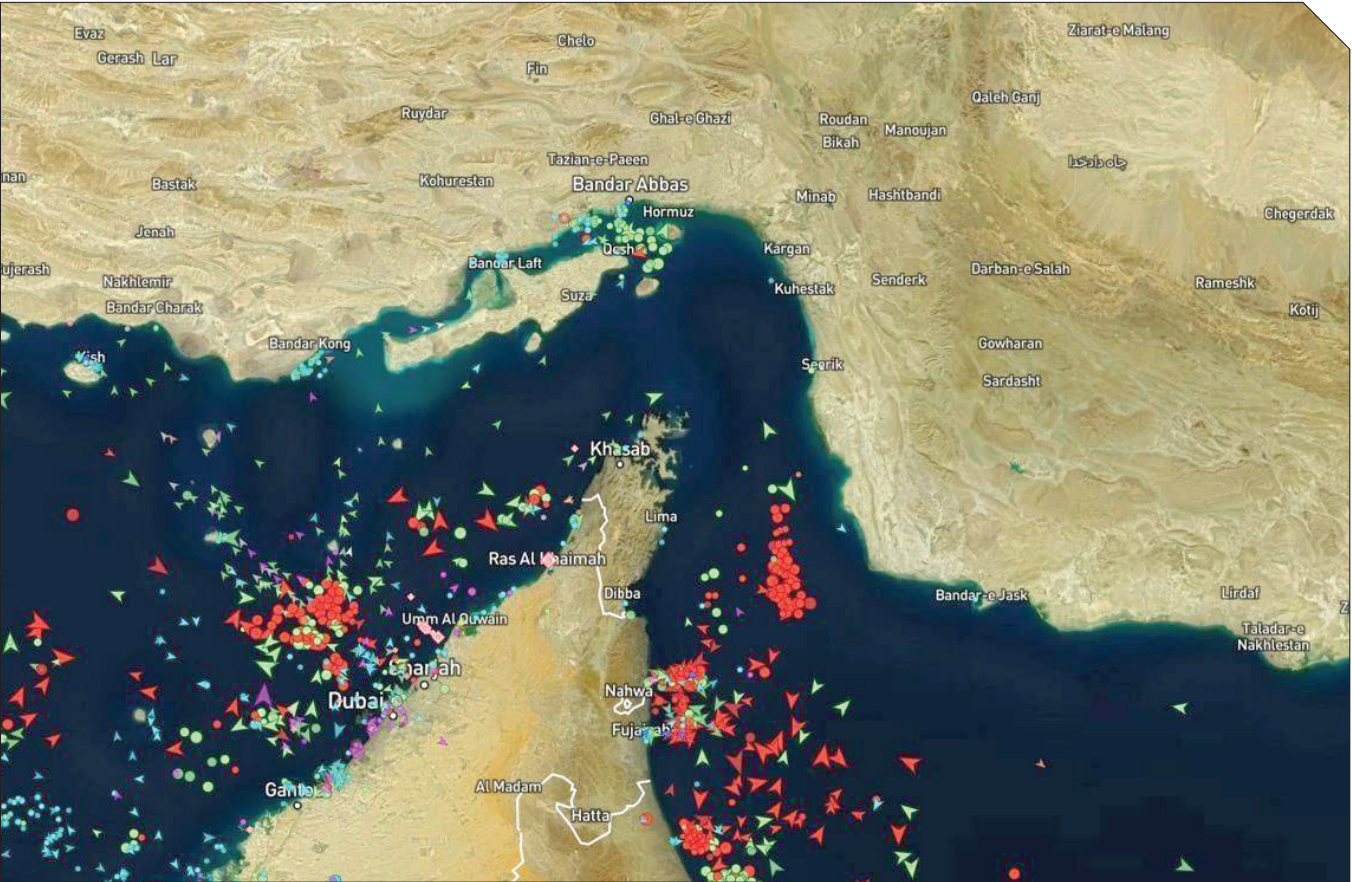 Evaz
Chelo
Ziarat-e Malang
Gerash
Lar
Fin
Qaleh Ganj
Ruydar
Ghal-e Ghazi
Roudan
Manoujan
Bikah
Tazian-e-Paeen
چاه دادخدا
Kohurestan
Bastak
Bandar Abbas
Minab
Hashtbandi
Hormuz
Chegerdak
Jenah
Kargan
Bandar Laft
Darban-e Salah
Senderk
Nakhlemir
Rameshk
Kuhestak
Suza
Bandar Charak
Kotij
Bandar Kong
Gowharan
Seerik
Sardasht
Khasab
Lima
Ras Al Khaimah
Dibba
Bandar-e Jask
Lirdaf
Umm Al Quwain
Taladar-e
Nakhlestan
Sharjah
Nahwa
Dubai
Fujairah
Al Madam
Hatta